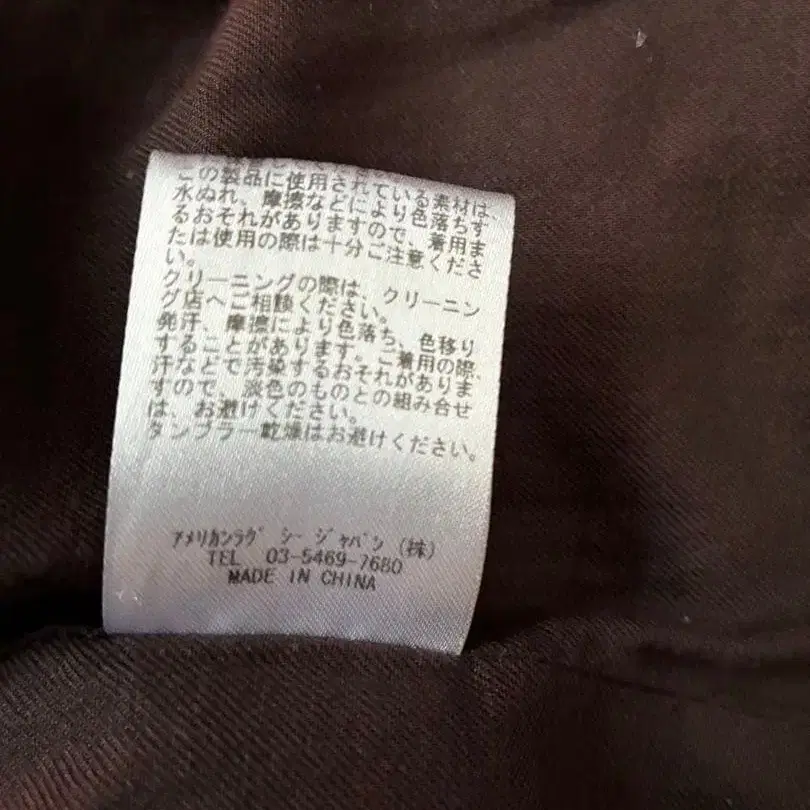 この製品に使用されている素材は、
水ぬれ、摩擦などにより色落ちす
るおそれがありますので、着用ま
たは使用の際は十分ご注意くださ
い。
クリーニングの際は、クリーニン
グ店へご相談ください。
発汗、摩擦により色落ち、色移り
することがあります。ご着用の際、
汗などで汚染するおそれがありま
すので、淡色のものとの組み合せ
は、お避けください。
タンブラー乾燥はお避けください。
アメリカンラグ シー ジャパン (株)
TEL 03-5469-7680
MADE IN CHINA